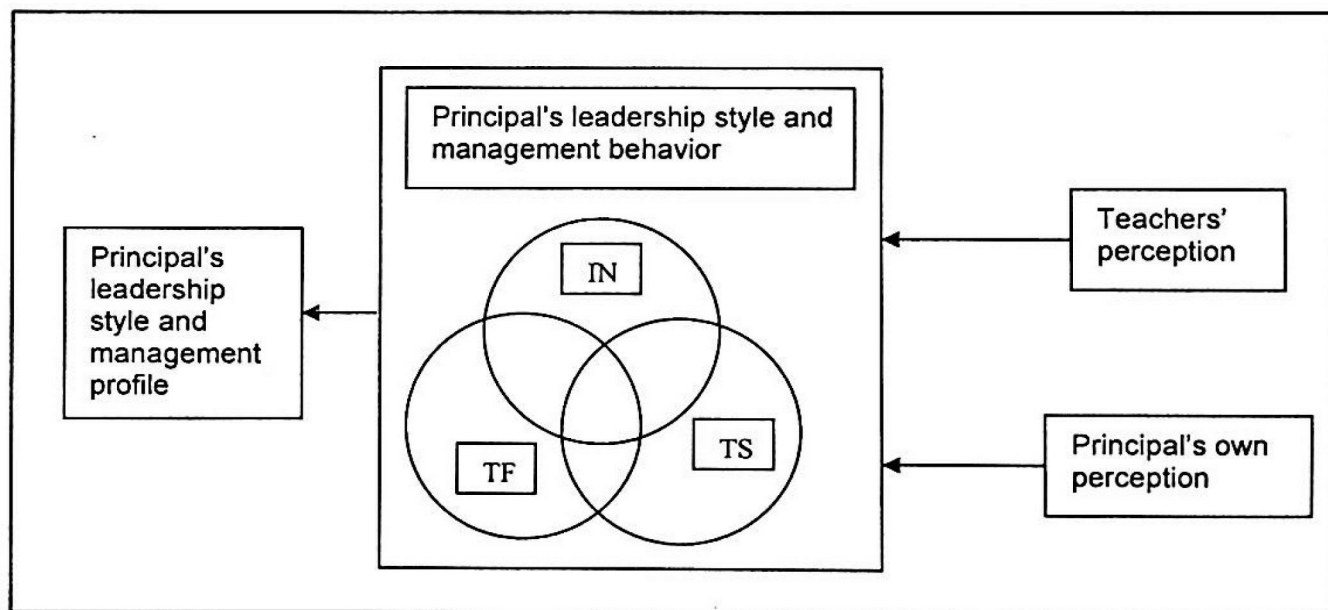 Principal's leadership style and
management behavior
Principal's
leadership
style and
management
profile
IN
TF
TS
Teachers'
perception
Principal's own
perception